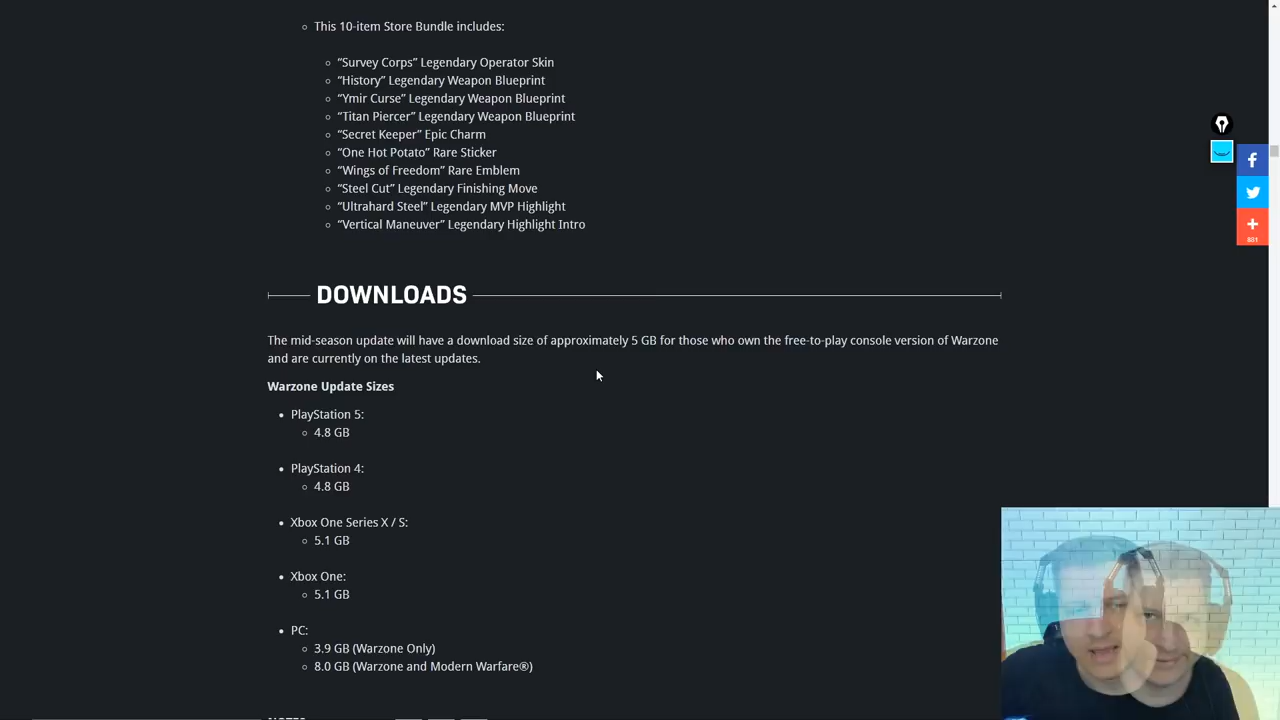 This 10-item Store Bundle includes:
“Survey Corps” Legendary Operator Skin
“History” Legendary Weapon Blueprint
“Ymir Curse” Legendary Weapon Blueprint
“Titan Piercer” Legendary Weapon Blueprint
“Secret Keeper” Epic Charm
“One Hot Potato” Rare Sticker
“Wings of Freedom” Rare Emblem
“Steel Cut” Legendary Finishing Move
“Ultrahard Steel” Legendary MVP Highlight
“Vertical Maneuver” Legendary Highlight Intro
851
DOWNLOADS
The mid-season update will have a download size of approximately 5 GB for those who own the free-to-play console version of Warzone
and are currently on the latest updates.
Warzone Update Sizes
PlayStation 5:
4.8 GB
PlayStation 4:
4.8 GB
Xbox One Series X / S:
5.1 GB
Xbox One:
5.1 GB
PC:
3.9 GB (Warzone Only)
8.0 GB (Warzone and Modern Warfare®)